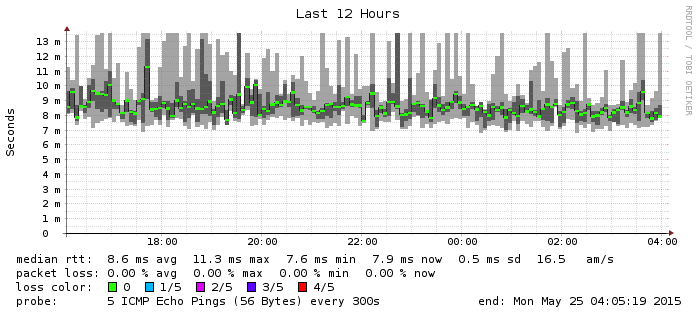 Last 12 Hours
RRDTOOL / TOBI OETIKER
Seconds
13 m
12 m
11 m
10 m
9 m
8 m
7 m
6 m
5 m
4 m
3 m
2 m
1 m
0
18:00 20:00 22:00 00:00 02:00 04:00
median rtt: 8.6 ms avg 11.3 ms max 7.6 ms min 7.9 ms now 0.5 ms sd 16.5 am/s
packet loss: 0.00 % avg 0.00 % max 0.00 % min 0.00 % now
loss color: 0 1/5 2/5 3/5 4/5
probe: 5 ICMP Echo Pings (56 Bytes) every 300s end: Mon May 25 04:05:19 2015